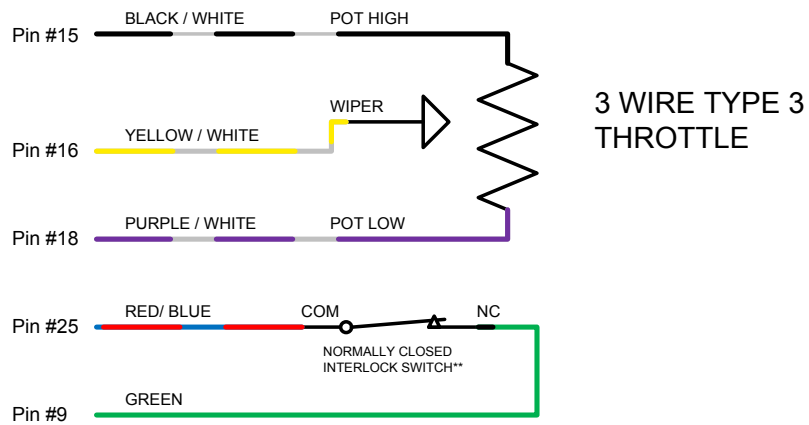 BLACK / WHITE POT HIGH
Pin #15
3 WIRE TYPE 3
THROTTLE
WIPER
YELLOW / WHITE
Pin #16
PURPLE / WHITE POT LOW
Pin #18
RED/ BLUE COM NC
Pin #25
NORMALLY CLOSED
INTERLOCK SWITCH**
GREEN
Pin #9